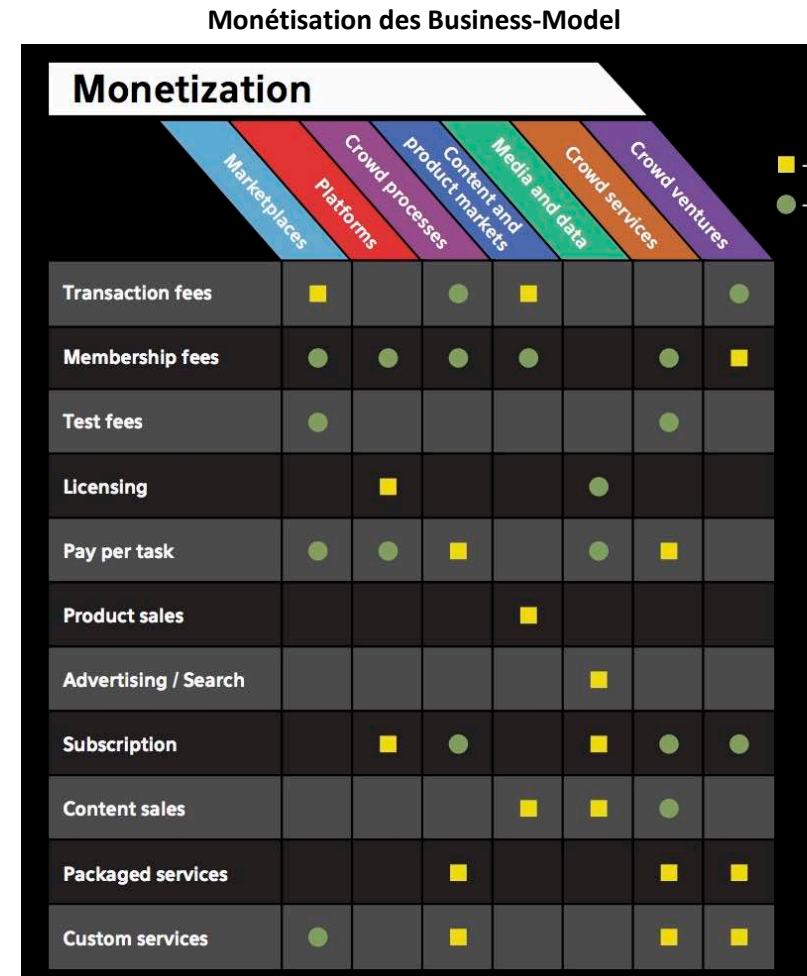 Monétisation des Business-Model
Monetization
Marketplaces
Platforms
Crowd processes
Content and
product markets
Media and data
Crowd services
Crowd ventures
Transaction fees
Membership fees
Test fees
Licensing
Pay per task
Product sales
Advertising / Search
Subscription
Content sales
Packaged services
Custom services